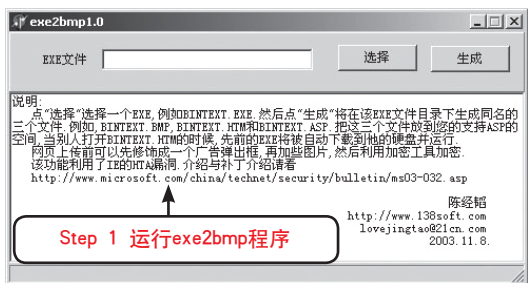 exe2bmp1.0
EXE文件
选择
生成
说明:
点"选择"选择一个EXE,例如BINTEXT.EXE.然后点"生成"将在该EXE文件目录下生成同名的
三个文件.例如,BINTEXT.BMP,BINTEXT.HTM和BINTEXT.ASP.把这三个文件放到您的支持ASP的
空间,当别人打开BINTEXT.HTM的时候,先前的EXE将被自动下载到他的硬盘并运行.
网页上传前可以先修饰成一个广告弹出框,再加些图片,然后利用加密工具加密.
该功能利用了IE的HTA漏洞.介绍与补丁介绍请看
http://www.microsoft.com/china/technet/security/bulletin/ms03-032.asp
陈经韬
http://www.138soft.com
lovejingtao@21cn.com
2003.11.8.
Step 1 运行exe2bmp程序